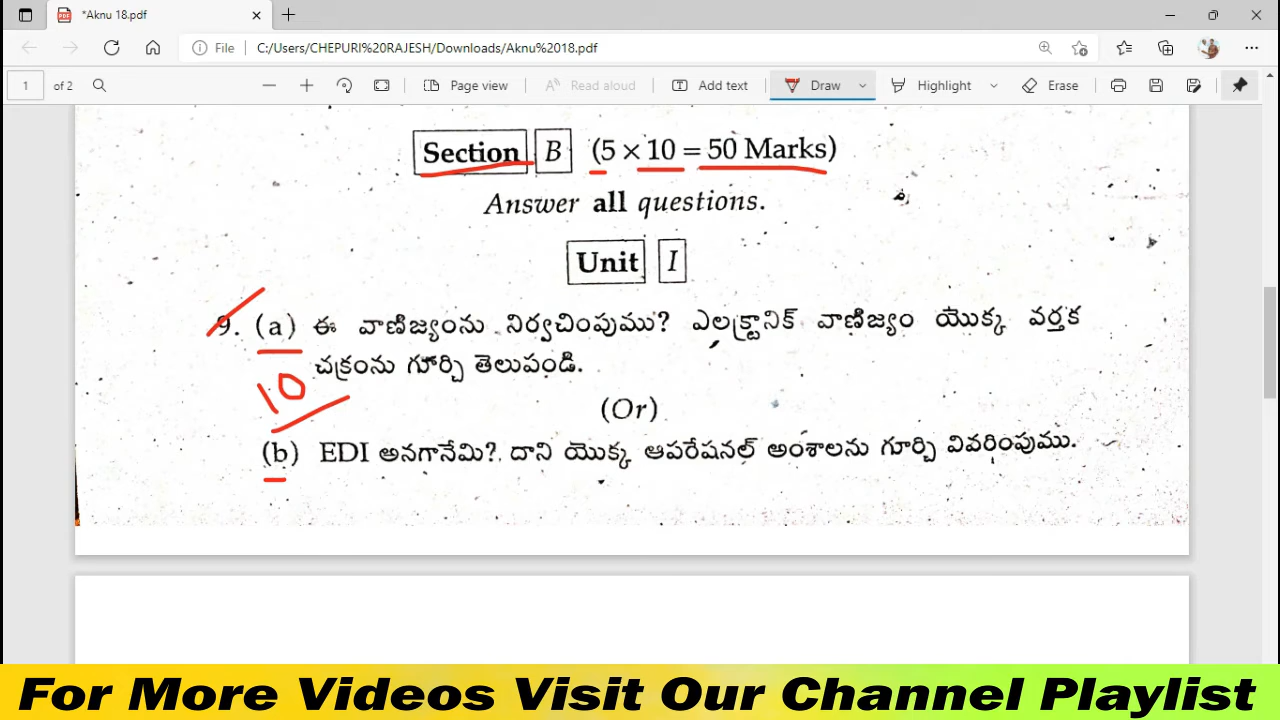 *Aknu 18.pdf
File C:/Users/CHEPURI%20RAJESH/Downloads/Aknu%2018.pdf
1 of 2 Page view Read aloud Add text Draw Highlight Erase
Section B (5 × 10 = 50 Marks)
Answer all questions.
Unit I
9. (a) ఈ వాణిజ్యంను నిర్వచింపుము? ఎలక్ట్రానిక్ వాణిజ్యం యొక్క వర్తక
చక్రంను గూర్చి తెలుపండి.
10
(Or)
(b) EDI అనగానేమి? దాని యొక్క ఆపరేషనల్ అంశాలను గూర్చి వివరింపుము.
For More Videos Visit Our Channel Playlist